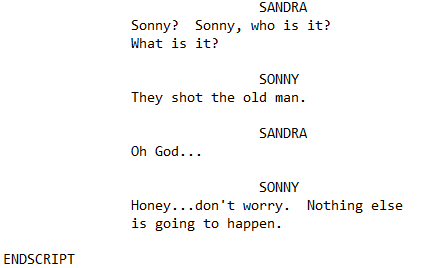 SANDRA
Sonny?  Sonny, who is it?
What is it?
SONNY
They shot the old man.
SANDRA
Oh God...
SONNY
Honey...don't worry.  Nothing else
is going to happen.
ENDSCRIPT